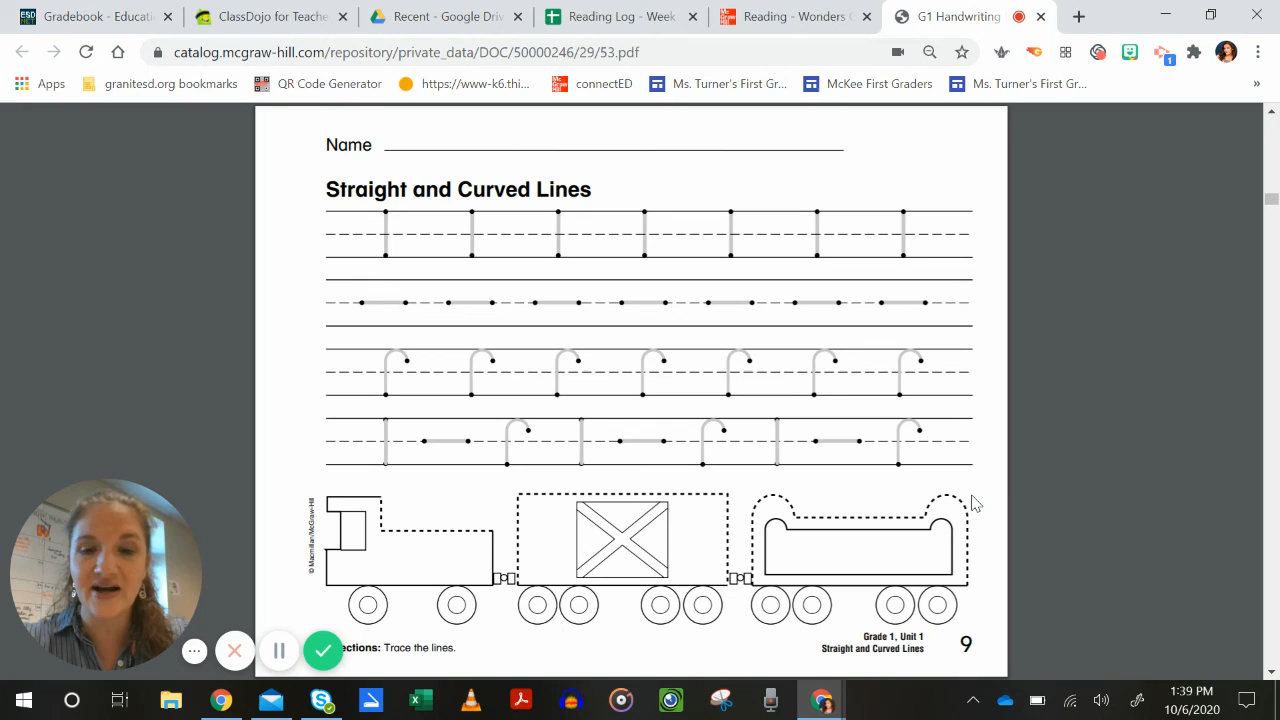 Gradebook - Educati
ClassDojo for Teache
Recent - Google Driv
Reading Logs Week
Reading - Wonders G
G1 Handwriting
catalog.mcgraw-hill.com/repository/private_data/DOC/50000246/29/53.pdf
Apps
granitesd.org bookmarks
QR Code Generator
https://www-k6.thi...
connectED
Ms. Turner's First Gr...
McKee First Graders
Ms. Turner's First Gr...
»
Name
Straight and Curved Lines
© Macmillan/McGraw-Hill
ections: Trace the lines.
Grade 1, Unit 1
Straight and Curved Lines
9
1:39 PM
10/6/2020